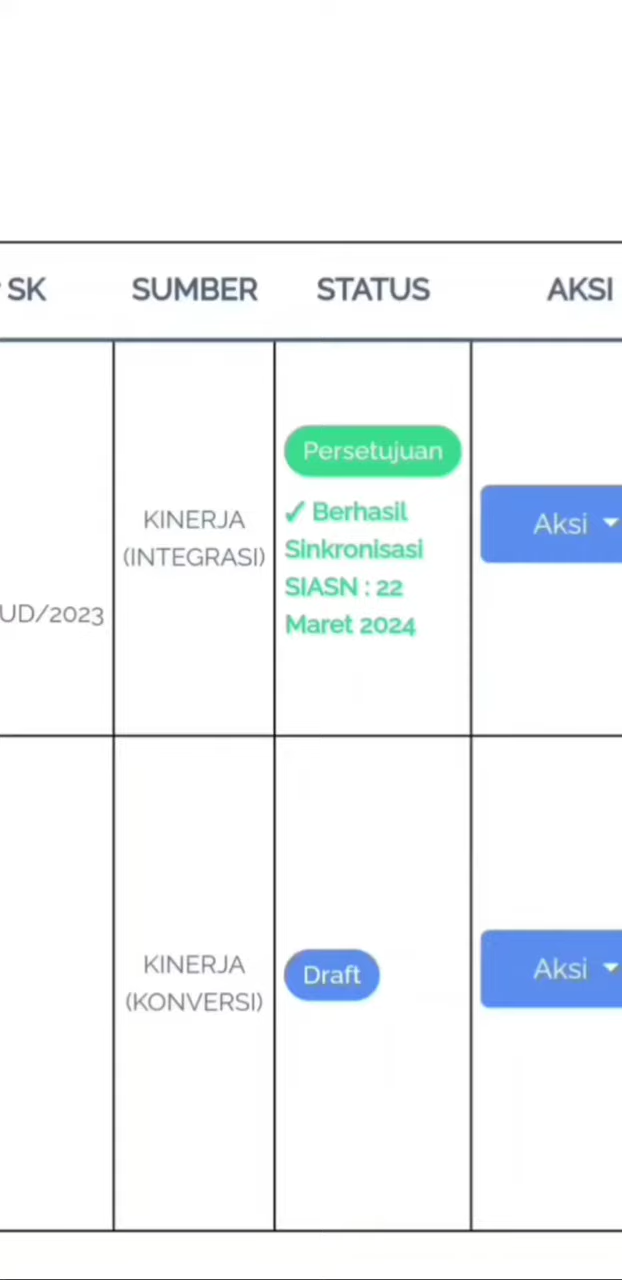 SK SUMBER STATUS AKSI
Persetujuan
✓ Berhasil
Sinkronisasi
SIASN : 22
Maret 2024
KINERJA
(INTEGRASI)
Aksi
UD/2023
KINERJA
(KONVERSI)
Draft
Aksi